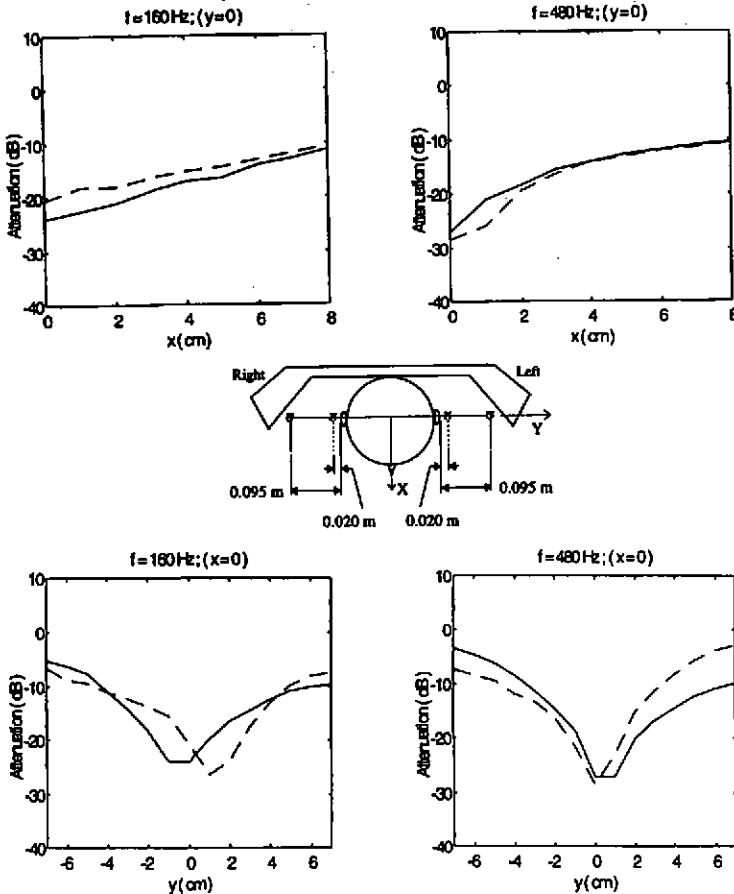 f=160Hz;(y=0)
10
0
-10
-20
-30
-40
Attenuation(dB)
0 2 4 6 8
x(cm)
f=480Hz;(y=0)
10
0
-10
-20
-30
-40
Attenuation(dB)
0 2 4 6 8
x(cm)
Right
Left
Y
X
0.095 m
0.020 m
0.020 m
0.095 m
f=160Hz;(x=0)
10
0
-10
-20
-30
-40
Attenuation(dB)
-6 -4 -2 0 2 4 6
y(cm)
f=480Hz;(x=0)
10
0
-10
-20
-30
-40
Attenuation(dB)
-6 -4 -2 0 2 4 6
y(cm)